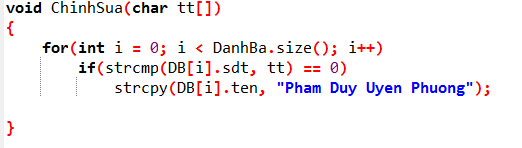 void ChinhSua(char tt[])
{
for(int i = 0; i < DanhBa.size(); i++)
if(strcmp(DB[i].sdt, tt) == 0)
strcpy(DB[i].ten, "Pham Duy Uyen Phuong");
}